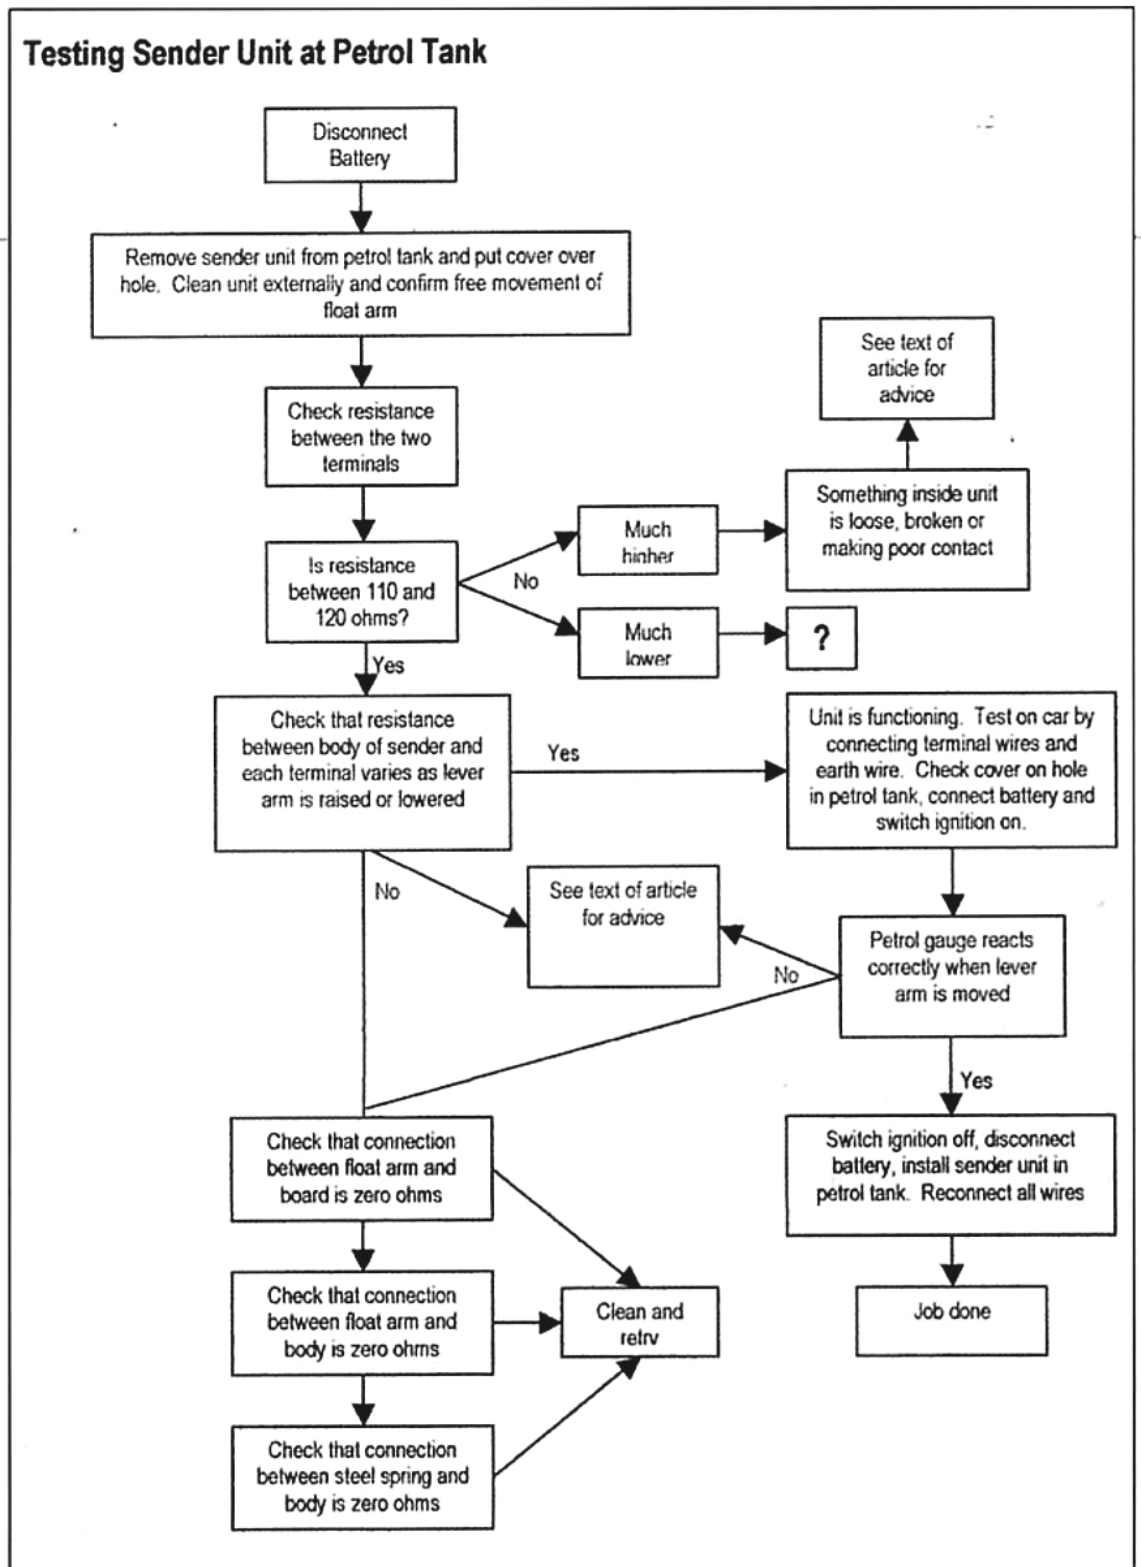 Testing Sender Unit at Petrol Tank
Disconnect
Battery
Remove sender unit from petrol tank and put cover over
hole. Clean unit externally and confirm free movement of
float arm
Check resistance
between the two
terminals
Is resistance
between 110 and
120 ohms?
No
Much
higher
Something inside unit
is loose, broken or
making poor contact
See text of
article for
advice
Much
lower
?
Yes
Check that resistance
between body of sender and
each terminal varies as lever
arm is raised or lowered
Yes
Unit is functioning. Test on car by
connecting terminal wires and
earth wire. Check cover on hole
in petrol tank, connect battery and
switch ignition on.
No
See text of article
for advice
Petrol gauge reacts
correctly when lever
arm is moved
No
Yes
Switch ignition off, disconnect
battery, install sender unit in
petrol tank. Reconnect all wires
Job done
Check that connection
between float arm and
board is zero ohms
Check that connection
between float arm and
body is zero ohms
Clean and
retry
Check that connection
between steel spring and
body is zero ohms